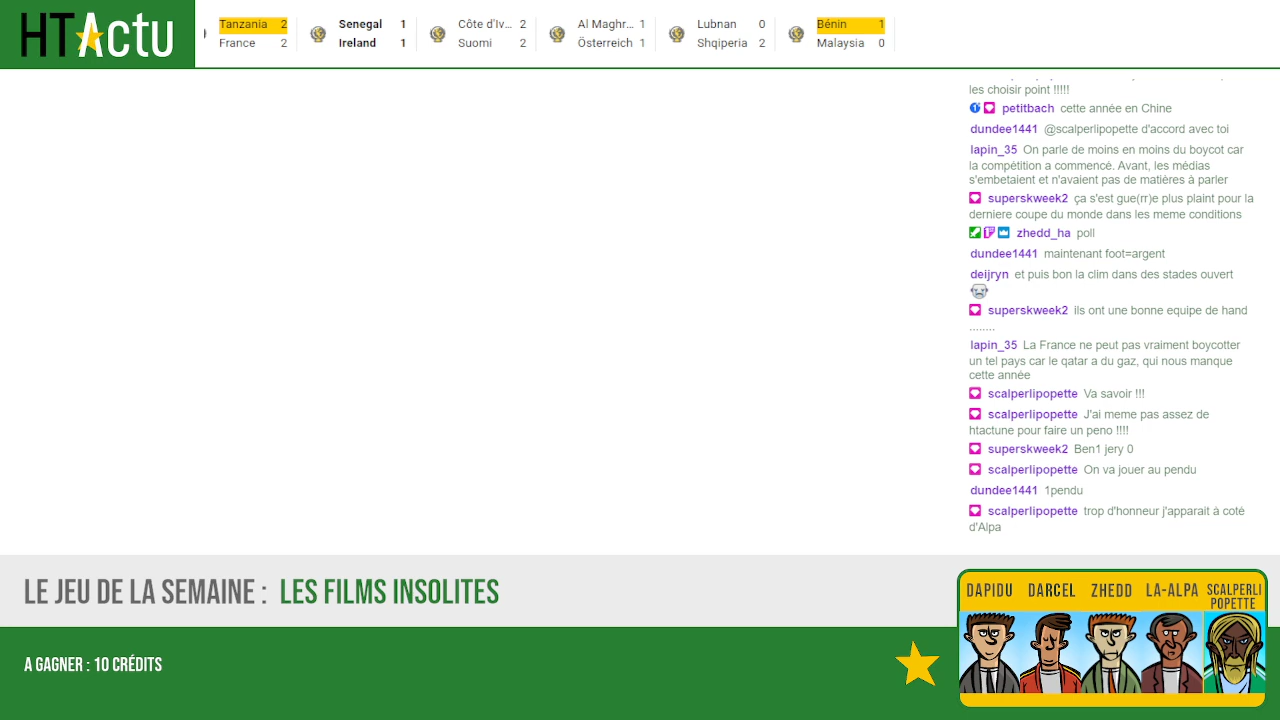 HTActu
Tanzania 2
France 2
Senegal 1
Ireland 1
Côte d'Iv... 2
Suomi 2
Al Maghr... 1
Österreich 1
Lubnan 0
Shqiperia 2
Bénin 1
Malaysia 0
les choisir point !!!!!
petitbach cette année en Chine
dundee1441 @scalperlipopette d'accord avec toi
lapin_35 On parle de moins en moins du boycot car
la compétition a commencé. Avant, les médias
s'embetaient et n'avaient pas de matières à parler
superskweek2 ça s'est gue(rr)e plus plaint pour la
derniere coupe du monde dans les meme conditions
zhedd_ha poll
dundee1441 maintenant foot=argent
deijryn et puis bon la clim dans des stades ouvert
superskweek2 ils ont une bonne equipe de hand
........
lapin_35 La France ne peut pas vraiment boycotter
un tel pays car le qatar a du gaz, qui nous manque
cette année
scalperlipopette Va savoir !!!
scalperlipopette J'ai meme pas assez de
htactune pour faire un peno !!!!
superskweek2 Ben1 jery 0
scalperlipopette On va jouer au pendu
dundee1441 1pendu
scalperlipopette trop d'honneur j'apparait à coté
d'Alpa
LE JEU DE LA SEMAINE : LES FILMS INSOLITES
A GAGNER : 10 CRÉDITS
DAPIDU DARCEL ZHEDD LA-ALPA SCALPERLI
POPETTE